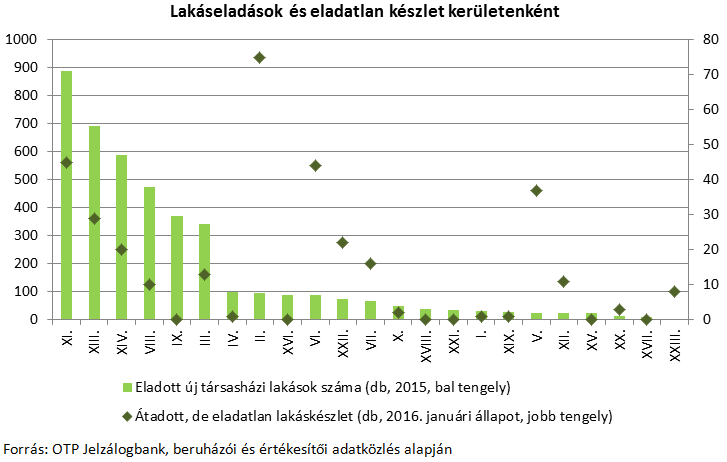 Lakáseladások és eladatlan készlet kerületenként
1000
900
800
700
600
500
400
300
200
100
0
80
70
60
50
40
30
20
10
0
XI.
XIII.
XIV.
VIII.
IX.
III.
IV.
II.
XVI.
VI.
XXII.
VII.
X.
XVIII.
XXI.
I.
XIX.
V.
XII.
XV.
XX.
XVII.
XXIII.
Eladott új társasházi lakások száma (db, 2015, bal tengely)
Átadott, de eladatlan lakáskészlet (db, 2016. januári állapot, jobb tengely)
Forrás: OTP Jelzálogbank, beruházói és értékesítői adatközlés alapján